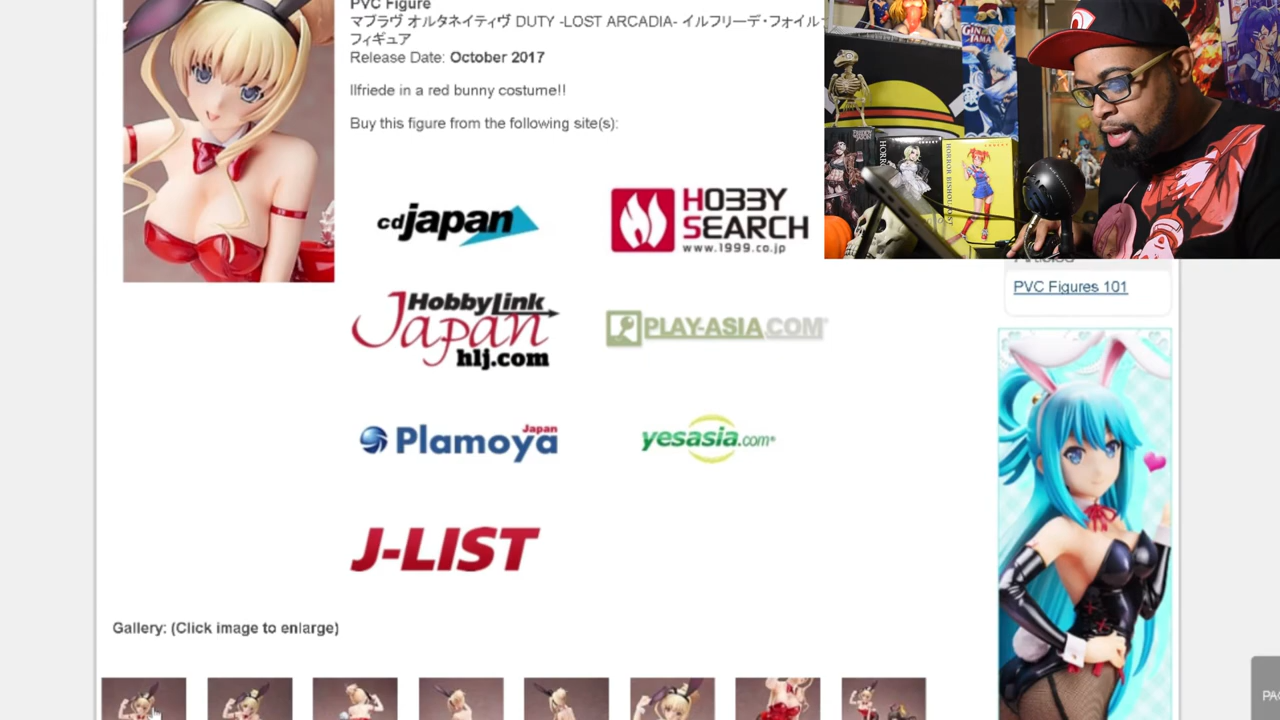 PVC Figure
マブラヴ オルタネイティヴ DUTY -LOST ARCADIA- イルフリーデ・フォイル
フィギュア
Release Date: October 2017
Ilfriede in a red bunny costume!!
Buy this figure from the following site(s):
cdjapan
HOBBY SEARCH
www.1999.co.jp
HobbyLink
Japan
hlj.com
PLAY-ASIA.COM
Plamoya Japan
yesasia.com
J-LIST
Gallery: (Click image to enlarge)
GINTAMA
HORROR BISHOUJO
PVC Figures 101